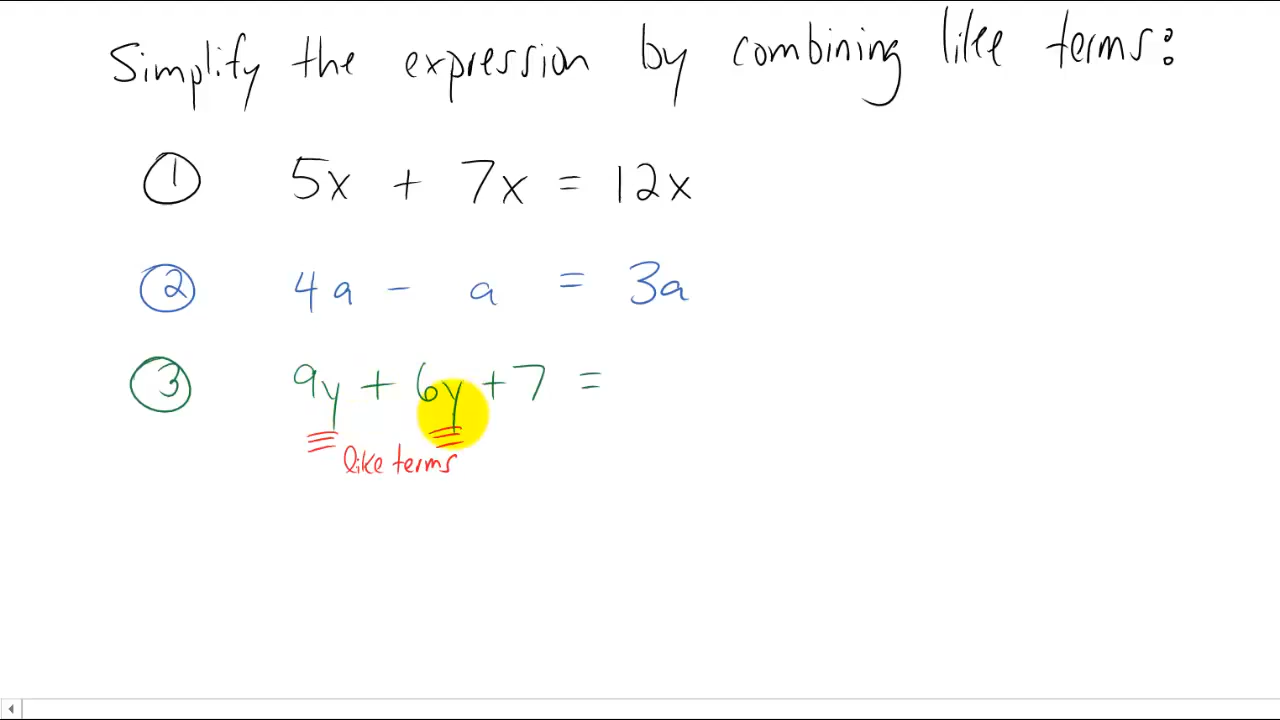 Simplify the expression by combining like terms:
1 5x + 7x = 12x
2 4a - a = 3a
3 9y + 6y + 7 =
like terms